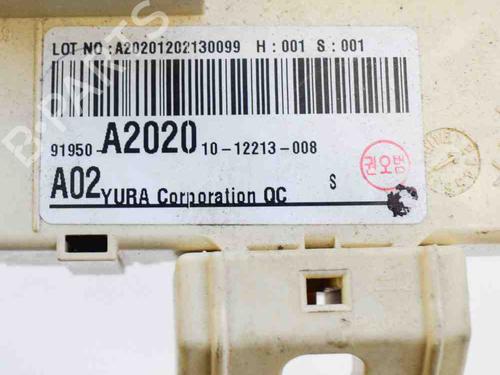 LOT NO :A20201202130099 H : 001 S : 001
91950-A2020 10-12213-008
A02 YURA Corporation QC S
권오범
B-PARTS